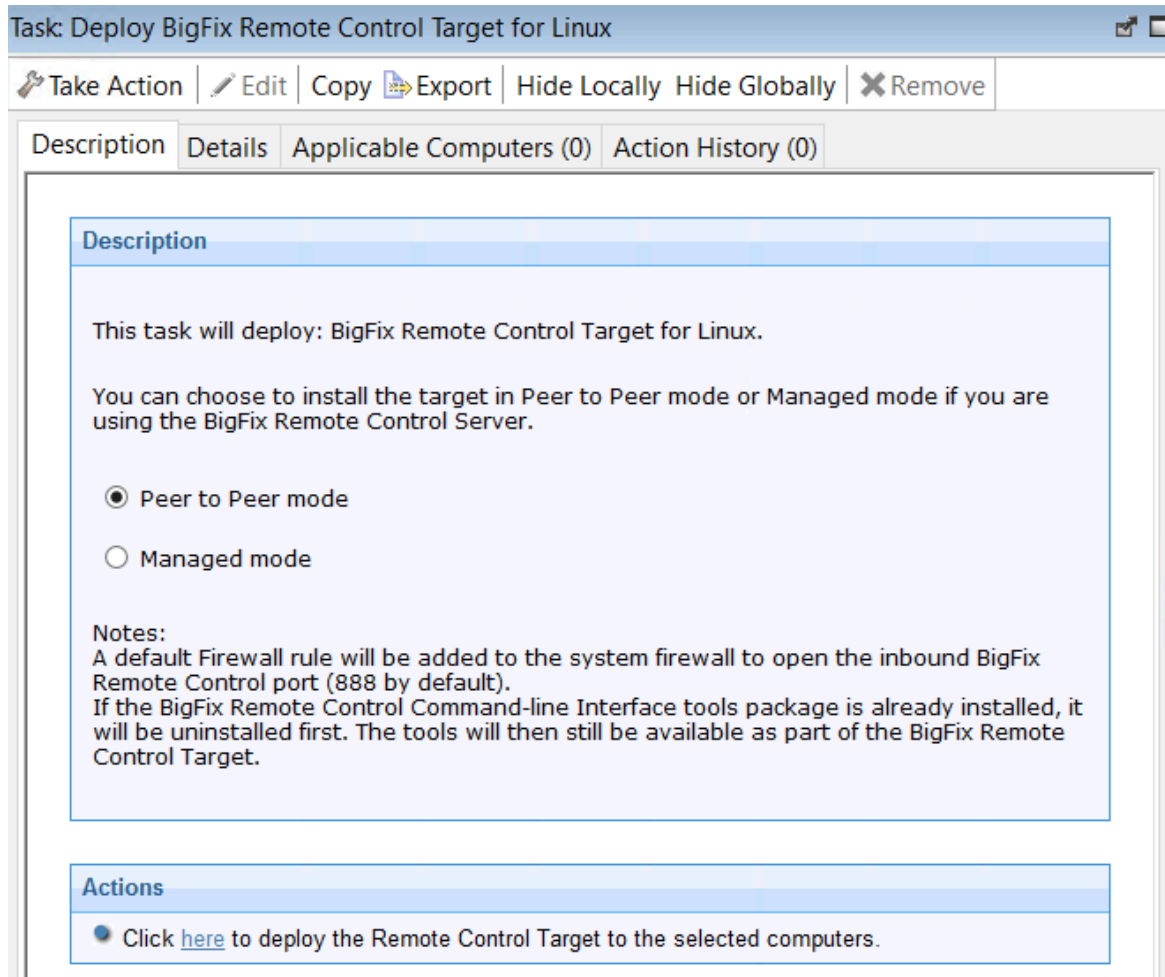 Task: Deploy BigFix Remote Control Target for Linux
Take Action Edit Copy Export Hide Locally Hide Globally Remove
Description Details Applicable Computers (0) Action History (0)
Description
This task will deploy: BigFix Remote Control Target for Linux.
You can choose to install the target in Peer to Peer mode or Managed mode if you are
using the BigFix Remote Control Server.
Peer to Peer mode
Managed mode
Notes:
A default Firewall rule will be added to the system firewall to open the inbound BigFix
Remote Control port (888 by default).
If the BigFix Remote Control Command-line Interface tools package is already installed, it
will be uninstalled first. The tools will then still be available as part of the BigFix Remote
Control Target.
Actions
Click here to deploy the Remote Control Target to the selected computers.